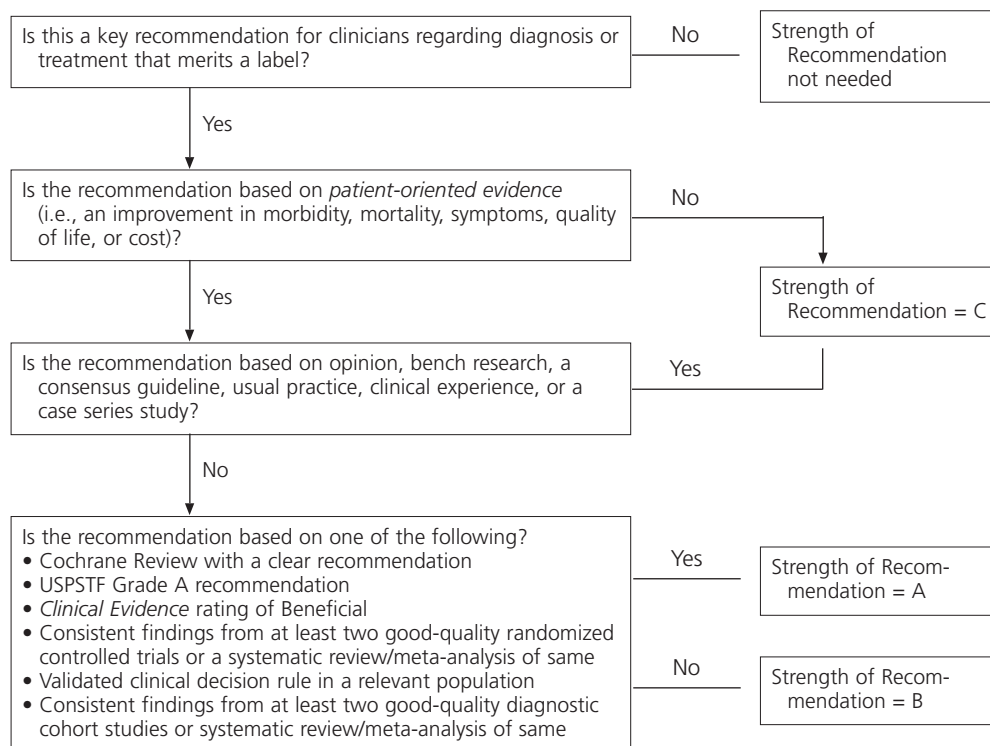 Is this a key recommendation for clinicians regarding diagnosis or
treatment that merits a label?
No
Strength of
Recommendation
not needed
Yes
Is the recommendation based on patient-oriented evidence
(i.e., an improvement in morbidity, mortality, symptoms, quality
of life, or cost)?
No
Yes
Strength of
Recommendation = C
Is the recommendation based on opinion, bench research, a
consensus guideline, usual practice, clinical experience, or a
case series study?
Yes
No
Is the recommendation based on one of the following?
• Cochrane Review with a clear recommendation
• USPSTF Grade A recommendation
• Clinical Evidence rating of Beneficial
• Consistent findings from at least two good-quality randomized
controlled trials or a systematic review/meta-analysis of same
• Validated clinical decision rule in a relevant population
• Consistent findings from at least two good-quality diagnostic
cohort studies or systematic review/meta-analysis of same
Yes
Strength of Recom-
mendation = A
No
Strength of Recom-
mendation = B